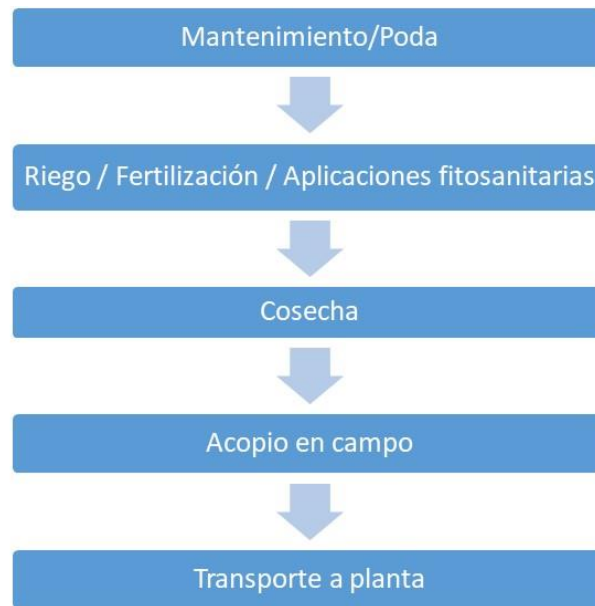 Mantenimiento/Poda
Riego / Fertilización / Aplicaciones fitosanitarias
Cosecha
Acopio en campo
Transporte a planta